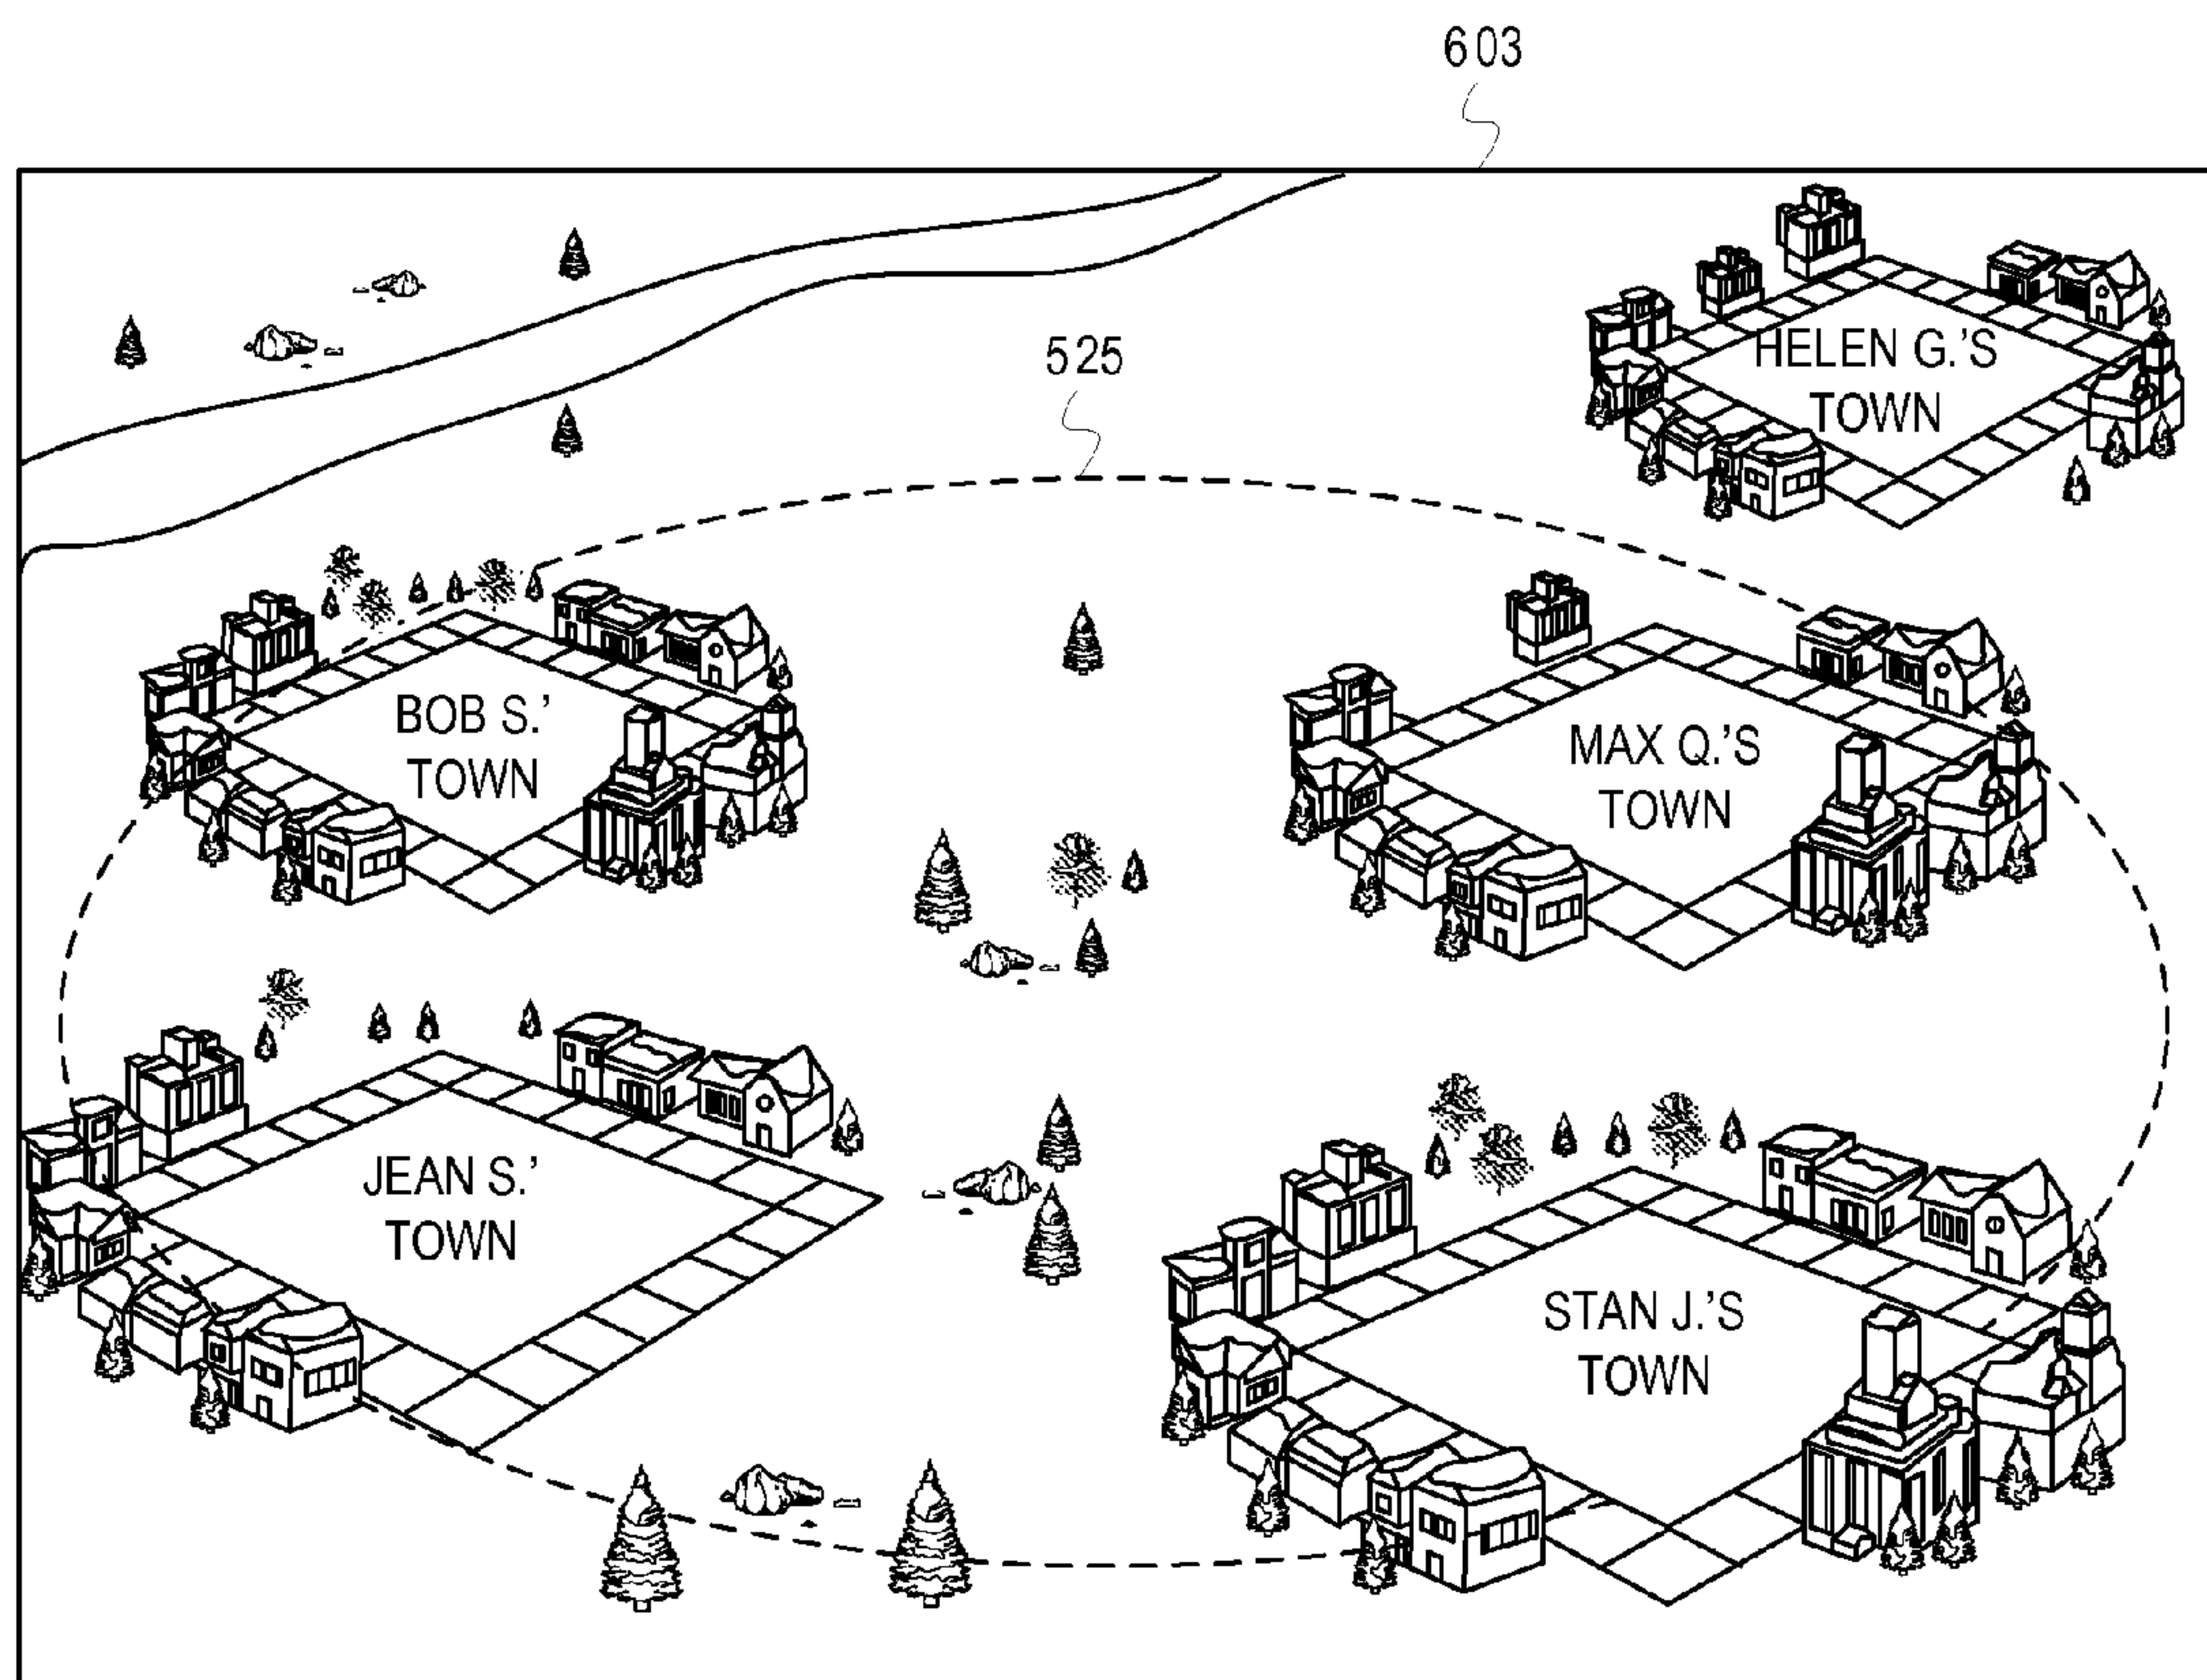 603
525
HELEN G.'S
TOWN
BOB S.'
TOWN
MAX Q.'S
TOWN
JEAN S.'
TOWN
STAN J.'S
TOWN